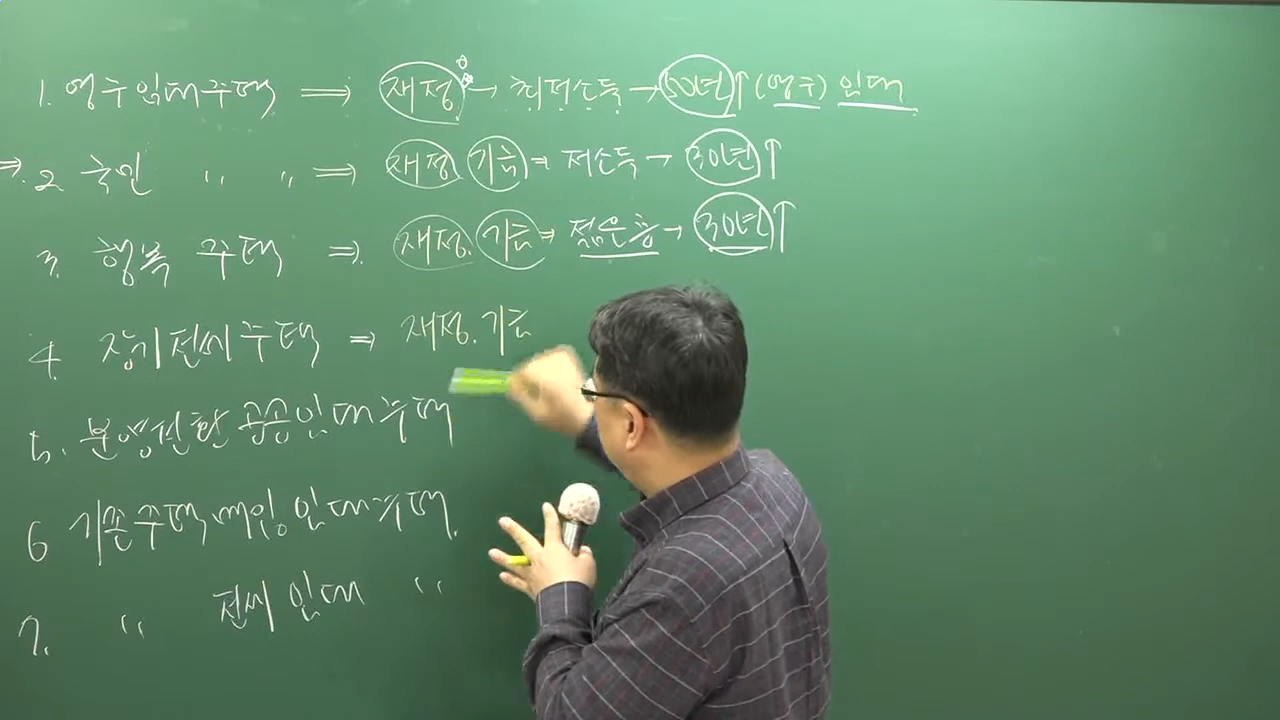 1. 영구임대주택 ⇒ 재정 → 최저소득 → 50년↑ (영구) 임대
⇒ 2. 국민 〃 〃 ⇒ 재정. 기금 ⇒ 저소득 → 30년↑
3. 행복 주택 ⇒ 재정. 기금 ⇒ 젊은층 → 30년↑
4. 장기전세주택 ⇒ 재정. 기금
5. 분양전환공공임대주택
6 기존주택매입임대주택.
7. 〃 전세임대 〃